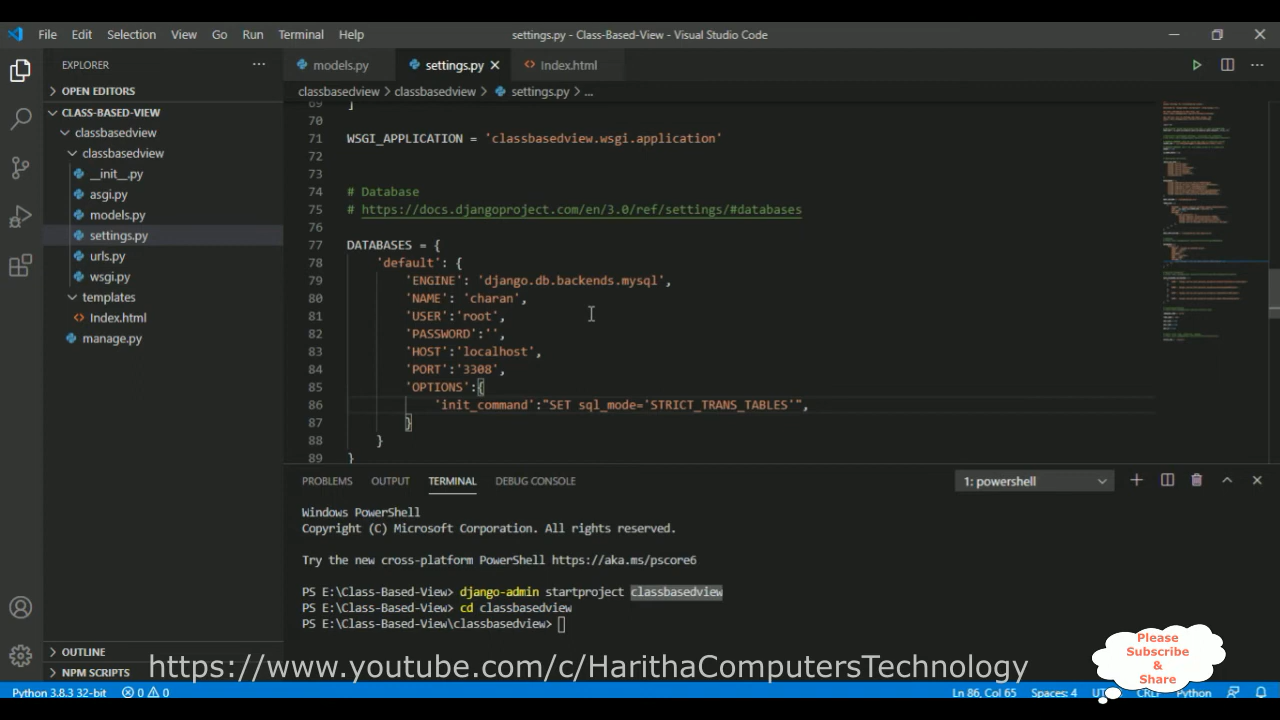 File Edit Selection View Go Run Terminal Help
settings.py - Class-Based-View - Visual Studio Code
EXPLORER
OPEN EDITORS
CLASS-BASED-VIEW
classbasedview
classbasedview
__init__.py
asgi.py
models.py
settings.py
urls.py
wsgi.py
templates
Index.html
manage.py
OUTLINE
NPM SCRIPTS
models.py settings.py Index.html
classbasedview classbasedview settings.py ...
69 ]
70
71 WSGI_APPLICATION = 'classbasedview.wsgi.application'
72
73
74 # Database
75 # https://docs.djangoproject.com/en/3.0/ref/settings/#databases
76
77 DATABASES = {
78 'default': {
79 'ENGINE': 'django.db.backends.mysql',
80 'NAME': 'charan',
81 'USER':'root',
82 'PASSWORD':'',
83 'HOST':'localhost',
84 'PORT':'3308',
85 'OPTIONS':{
86 'init_command':"SET sql_mode='STRICT_TRANS_TABLES'",
87 }
88 }
89 }
PROBLEMS OUTPUT TERMINAL DEBUG CONSOLE
1: powershell
Windows PowerShell
Copyright (C) Microsoft Corporation. All rights reserved.
Try the new cross-platform PowerShell https://aka.ms/pscore6
PS E:\Class-Based-View> django-admin startproject classbasedview
PS E:\Class-Based-View> cd classbasedview
PS E:\Class-Based-View\classbasedview>
https://www.youtube.com/c/HarithaComputersTechnology
Please
Subscribe
&
Share
Python 3.8.3 32-bit 0 0 Ln 86, Col 65 Spaces: 4 CRLF Python